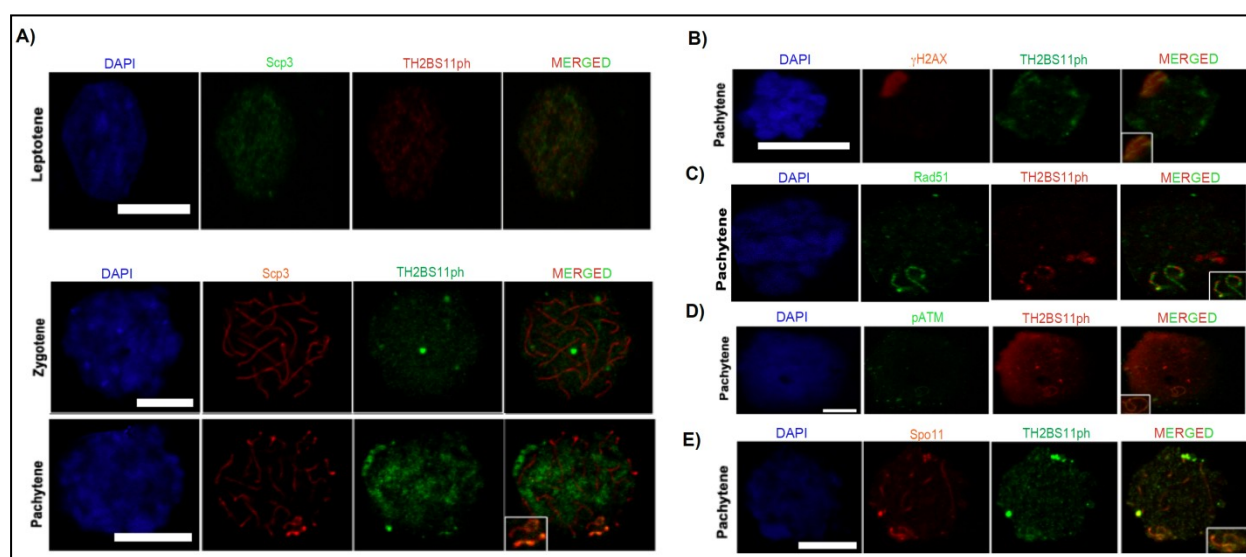 A)
DAPI Scp3 TH2BS11ph MERGED
Leptotene
DAPI Scp3 TH2BS11ph MERGED
Zygotene
Pachytene
B)
DAPI γH2AX TH2BS11ph MERGED
Pachytene
C)
DAPI Rad51 TH2BS11ph MERGED
Pachytene
D)
DAPI pATM TH2BS11ph MERGED
Pachytene
E)
DAPI Spo11 TH2BS11ph MERGED
Pachytene